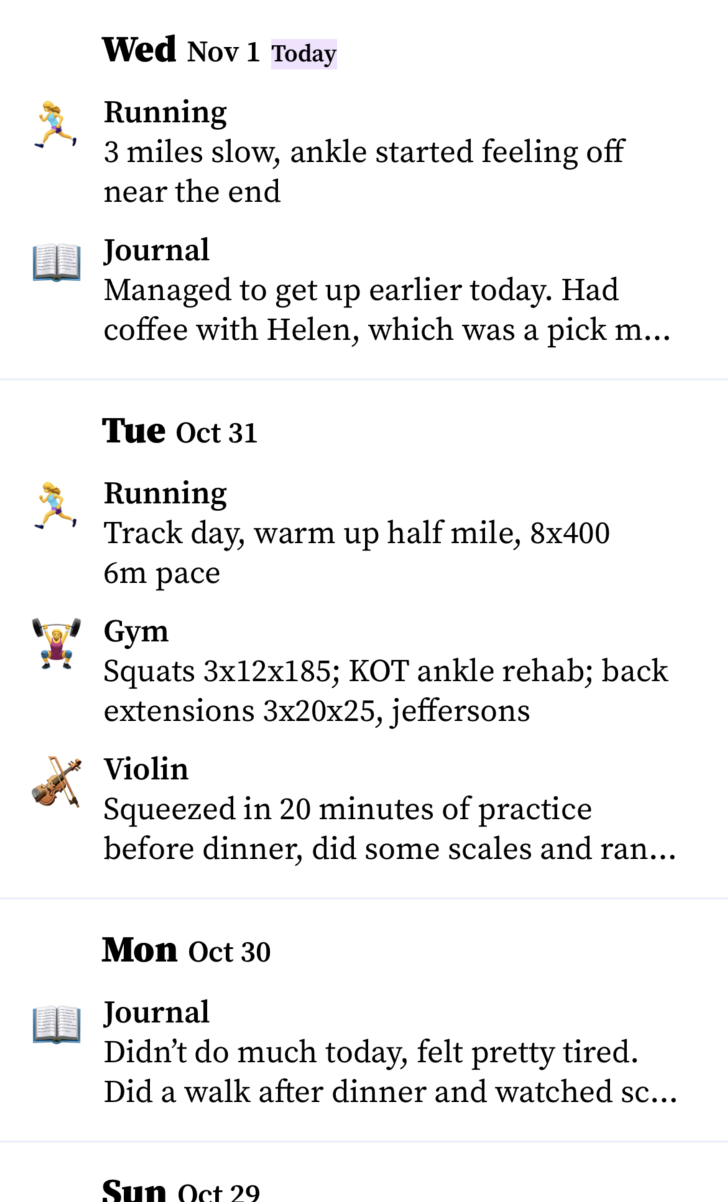 Wed Nov 1 Today
Running
3 miles slow, ankle started feeling off
near the end
Journal
Managed to get up earlier today. Had
coffee with Helen, which was a pick m...
Tue Oct 31
Running
Track day, warm up half mile, 8x400
6m pace
Gym
Squats 3x12x185; KOT ankle rehab; back
extensions 3x20x25, jeffersons
Violin
Squeezed in 20 minutes of practice
before dinner, did some scales and ran...
Mon Oct 30
Journal
Didn’t do much today, felt pretty tired.
Did a walk after dinner and watched sc...
Sun Oct 29